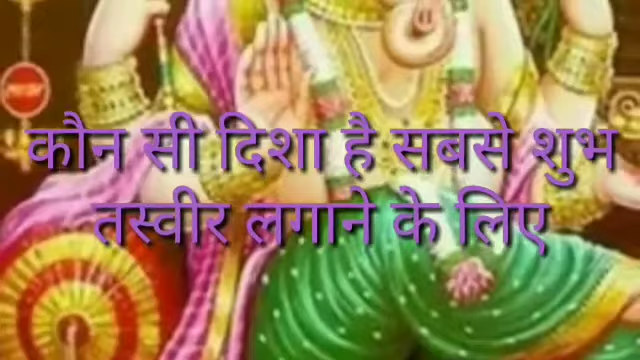 कौन सी दिशा है सबसे शुभ
तस्वीर लगाने के लिए